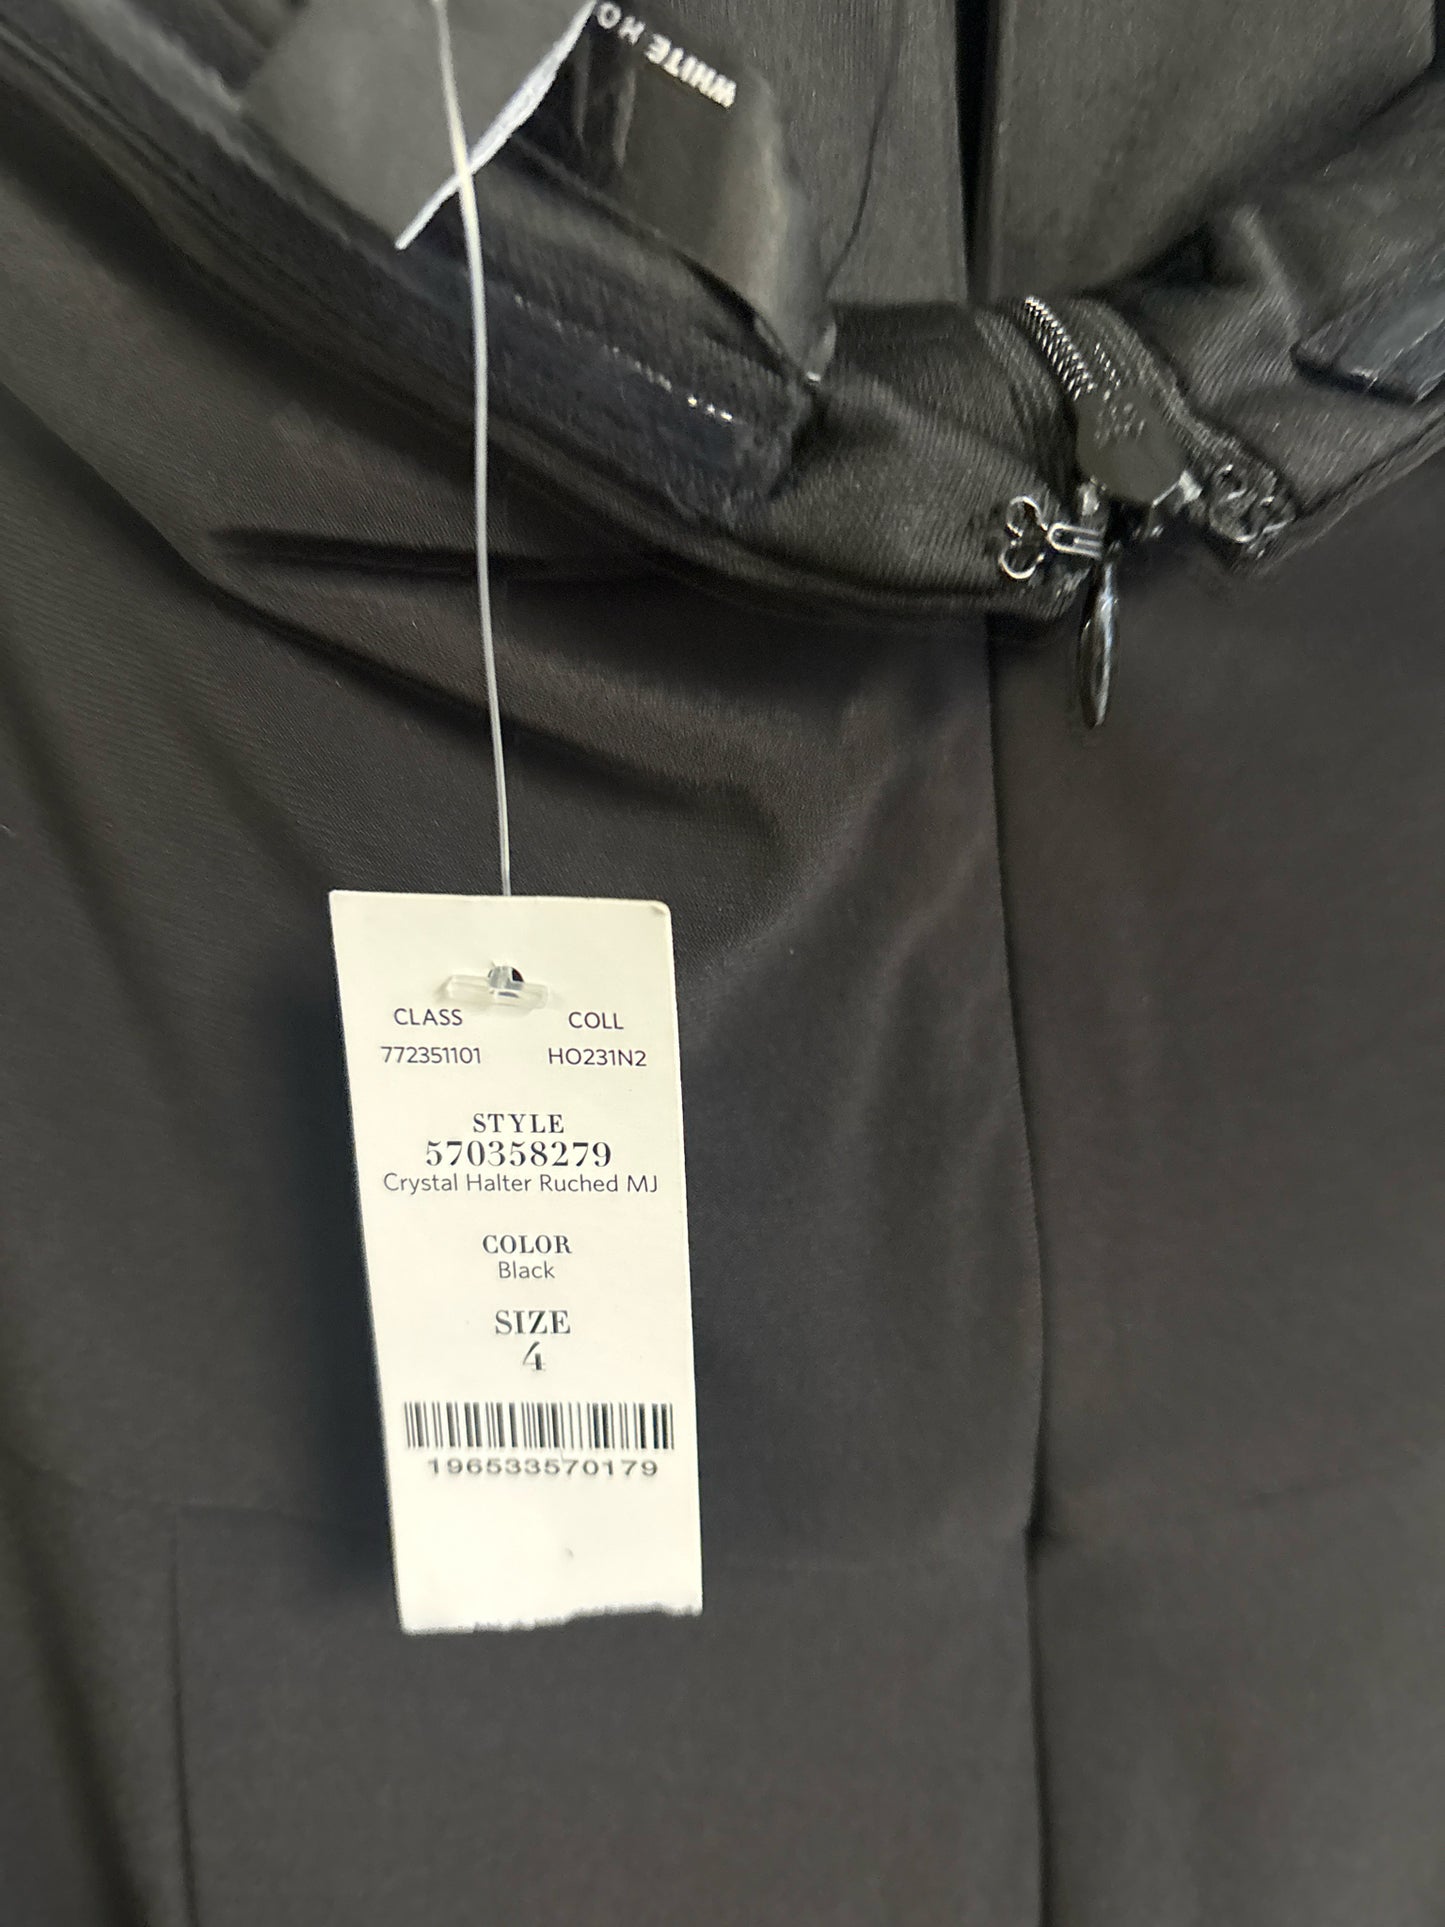 WHITE HO
CLASS COLL
772351101 HO231N2
STYLE
570358279
Crystal Halter Ruched MJ
COLOR
Black
SIZE
4
196533570179